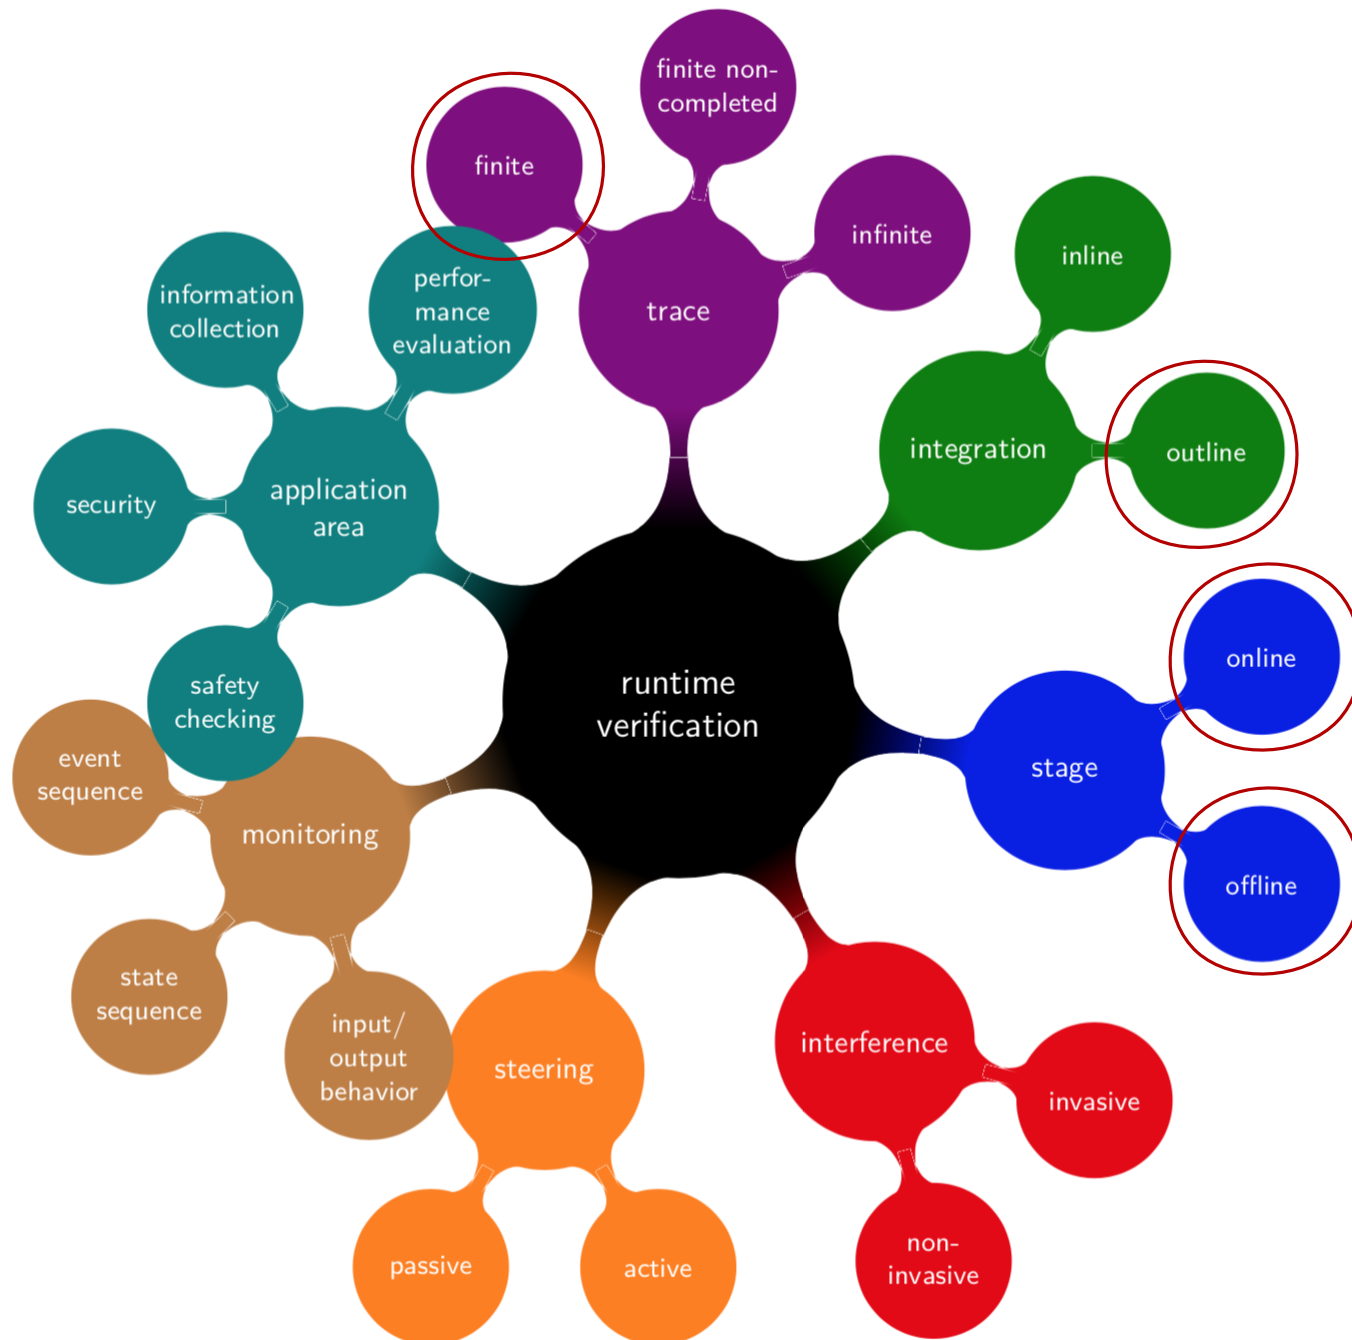 finite non-
completed
finite
infinite
trace
information
collection
perfor-
mance
evaluation
security
application
area
safety
checking
inline
integration
outline
runtime
verification
online
stage
offline
event
sequence
monitoring
state
sequence
input/
output
behavior
steering
passive
active
interference
invasive
non-
invasive